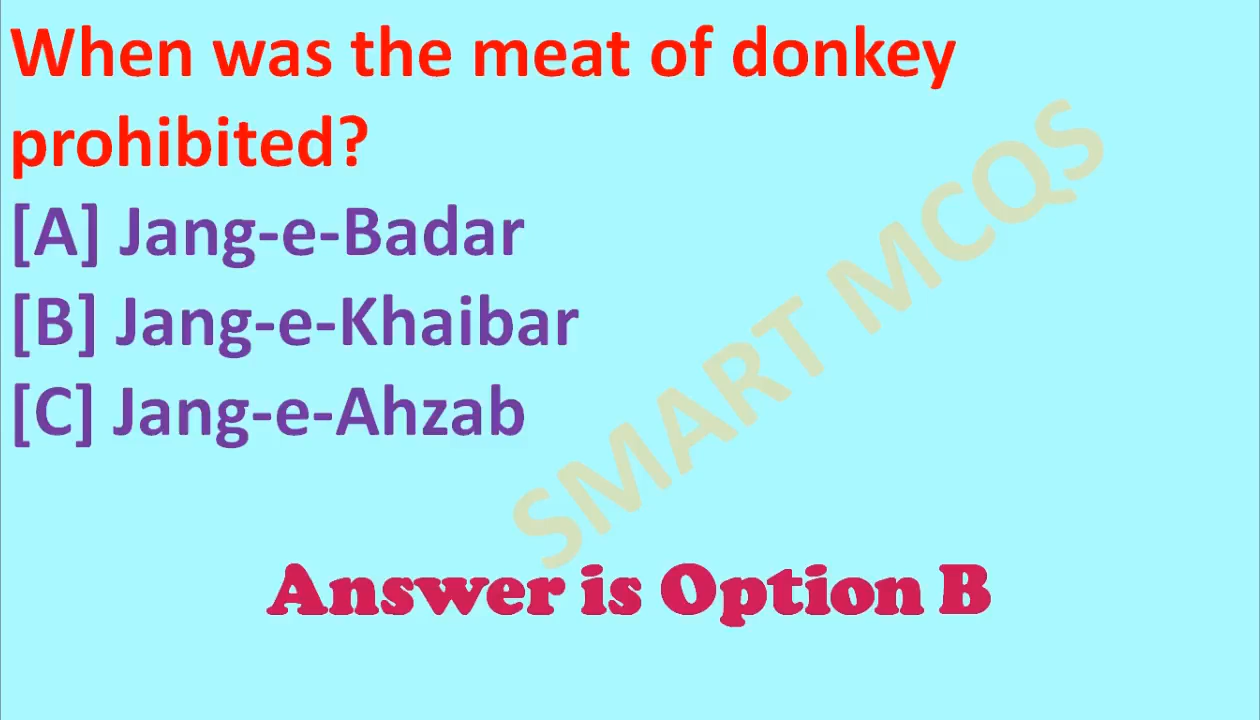 When was the meat of donkey
prohibited?
[A] Jang-e-Badar
[B] Jang-e-Khaibar
[C] Jang-e-Ahzab
SMART MCQS
Answer is Option B